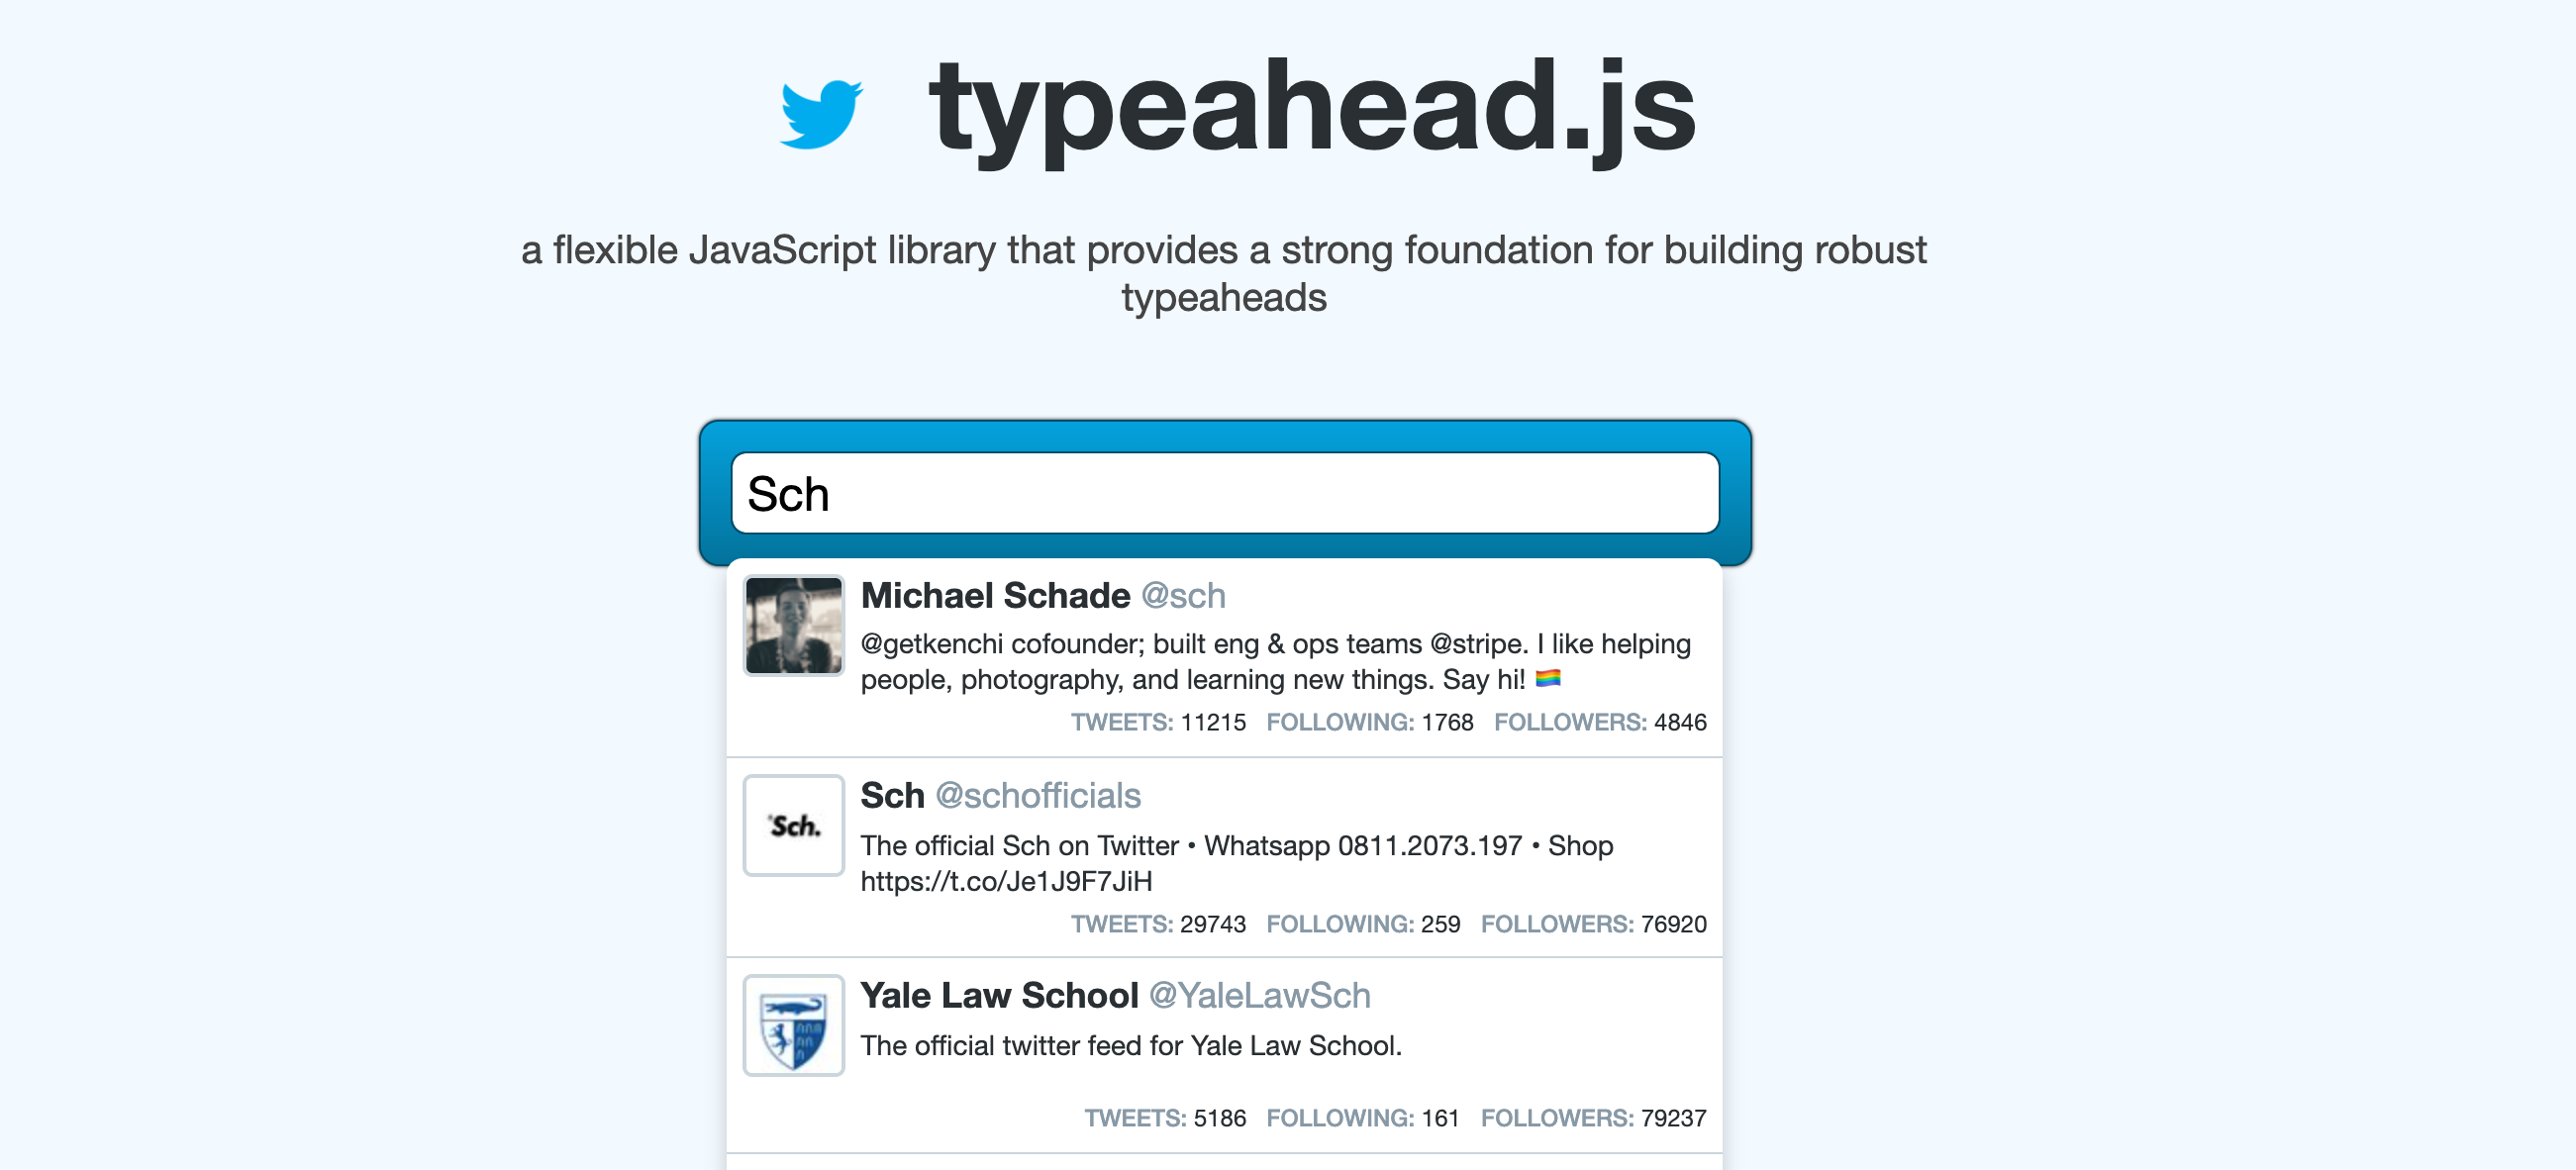 typeahead.js
a flexible JavaScript library that provides a strong foundation for building robust
typeaheads
Sch
Michael Schade @sch
@getkenchi cofounder; built eng & ops teams @stripe. I like helping
people, photography, and learning new things. Say hi! 🏳️‍🌈
TWEETS: 11215 FOLLOWING: 1768 FOLLOWERS: 4846
Sch.
Sch @schofficials
The official Sch on Twitter • Whatsapp 0811.2073.197 • Shop
https://t.co/Je1J9F7JiH
TWEETS: 29743 FOLLOWING: 259 FOLLOWERS: 76920
Yale Law School @YaleLawSch
The official twitter feed for Yale Law School.
TWEETS: 5186 FOLLOWING: 161 FOLLOWERS: 79237